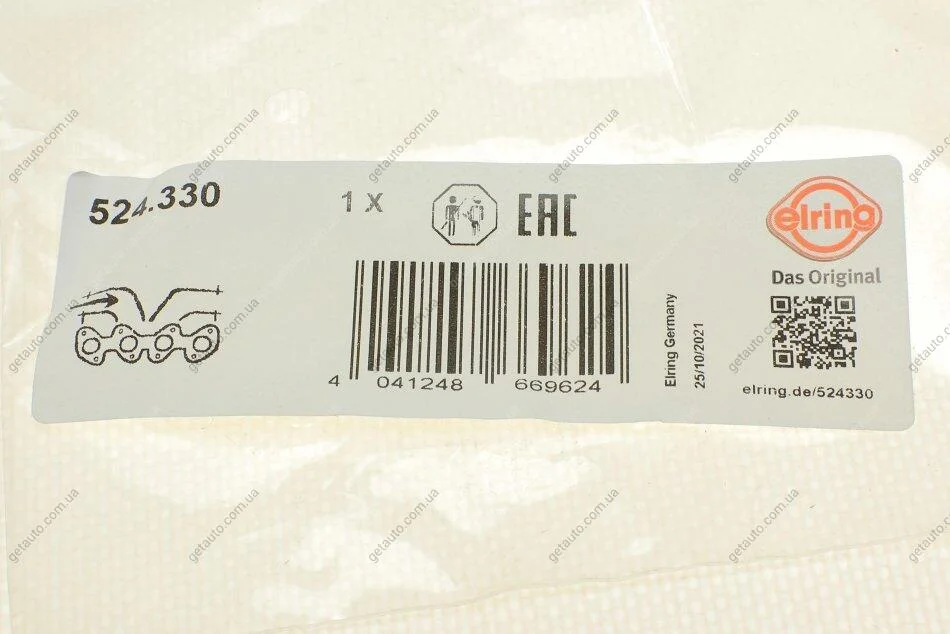 524.330
1 X
EAC
elring
Das Original
4 041248 669624
Elring Germany
25/10/2021
elring.de/524330
getauto.com.ua